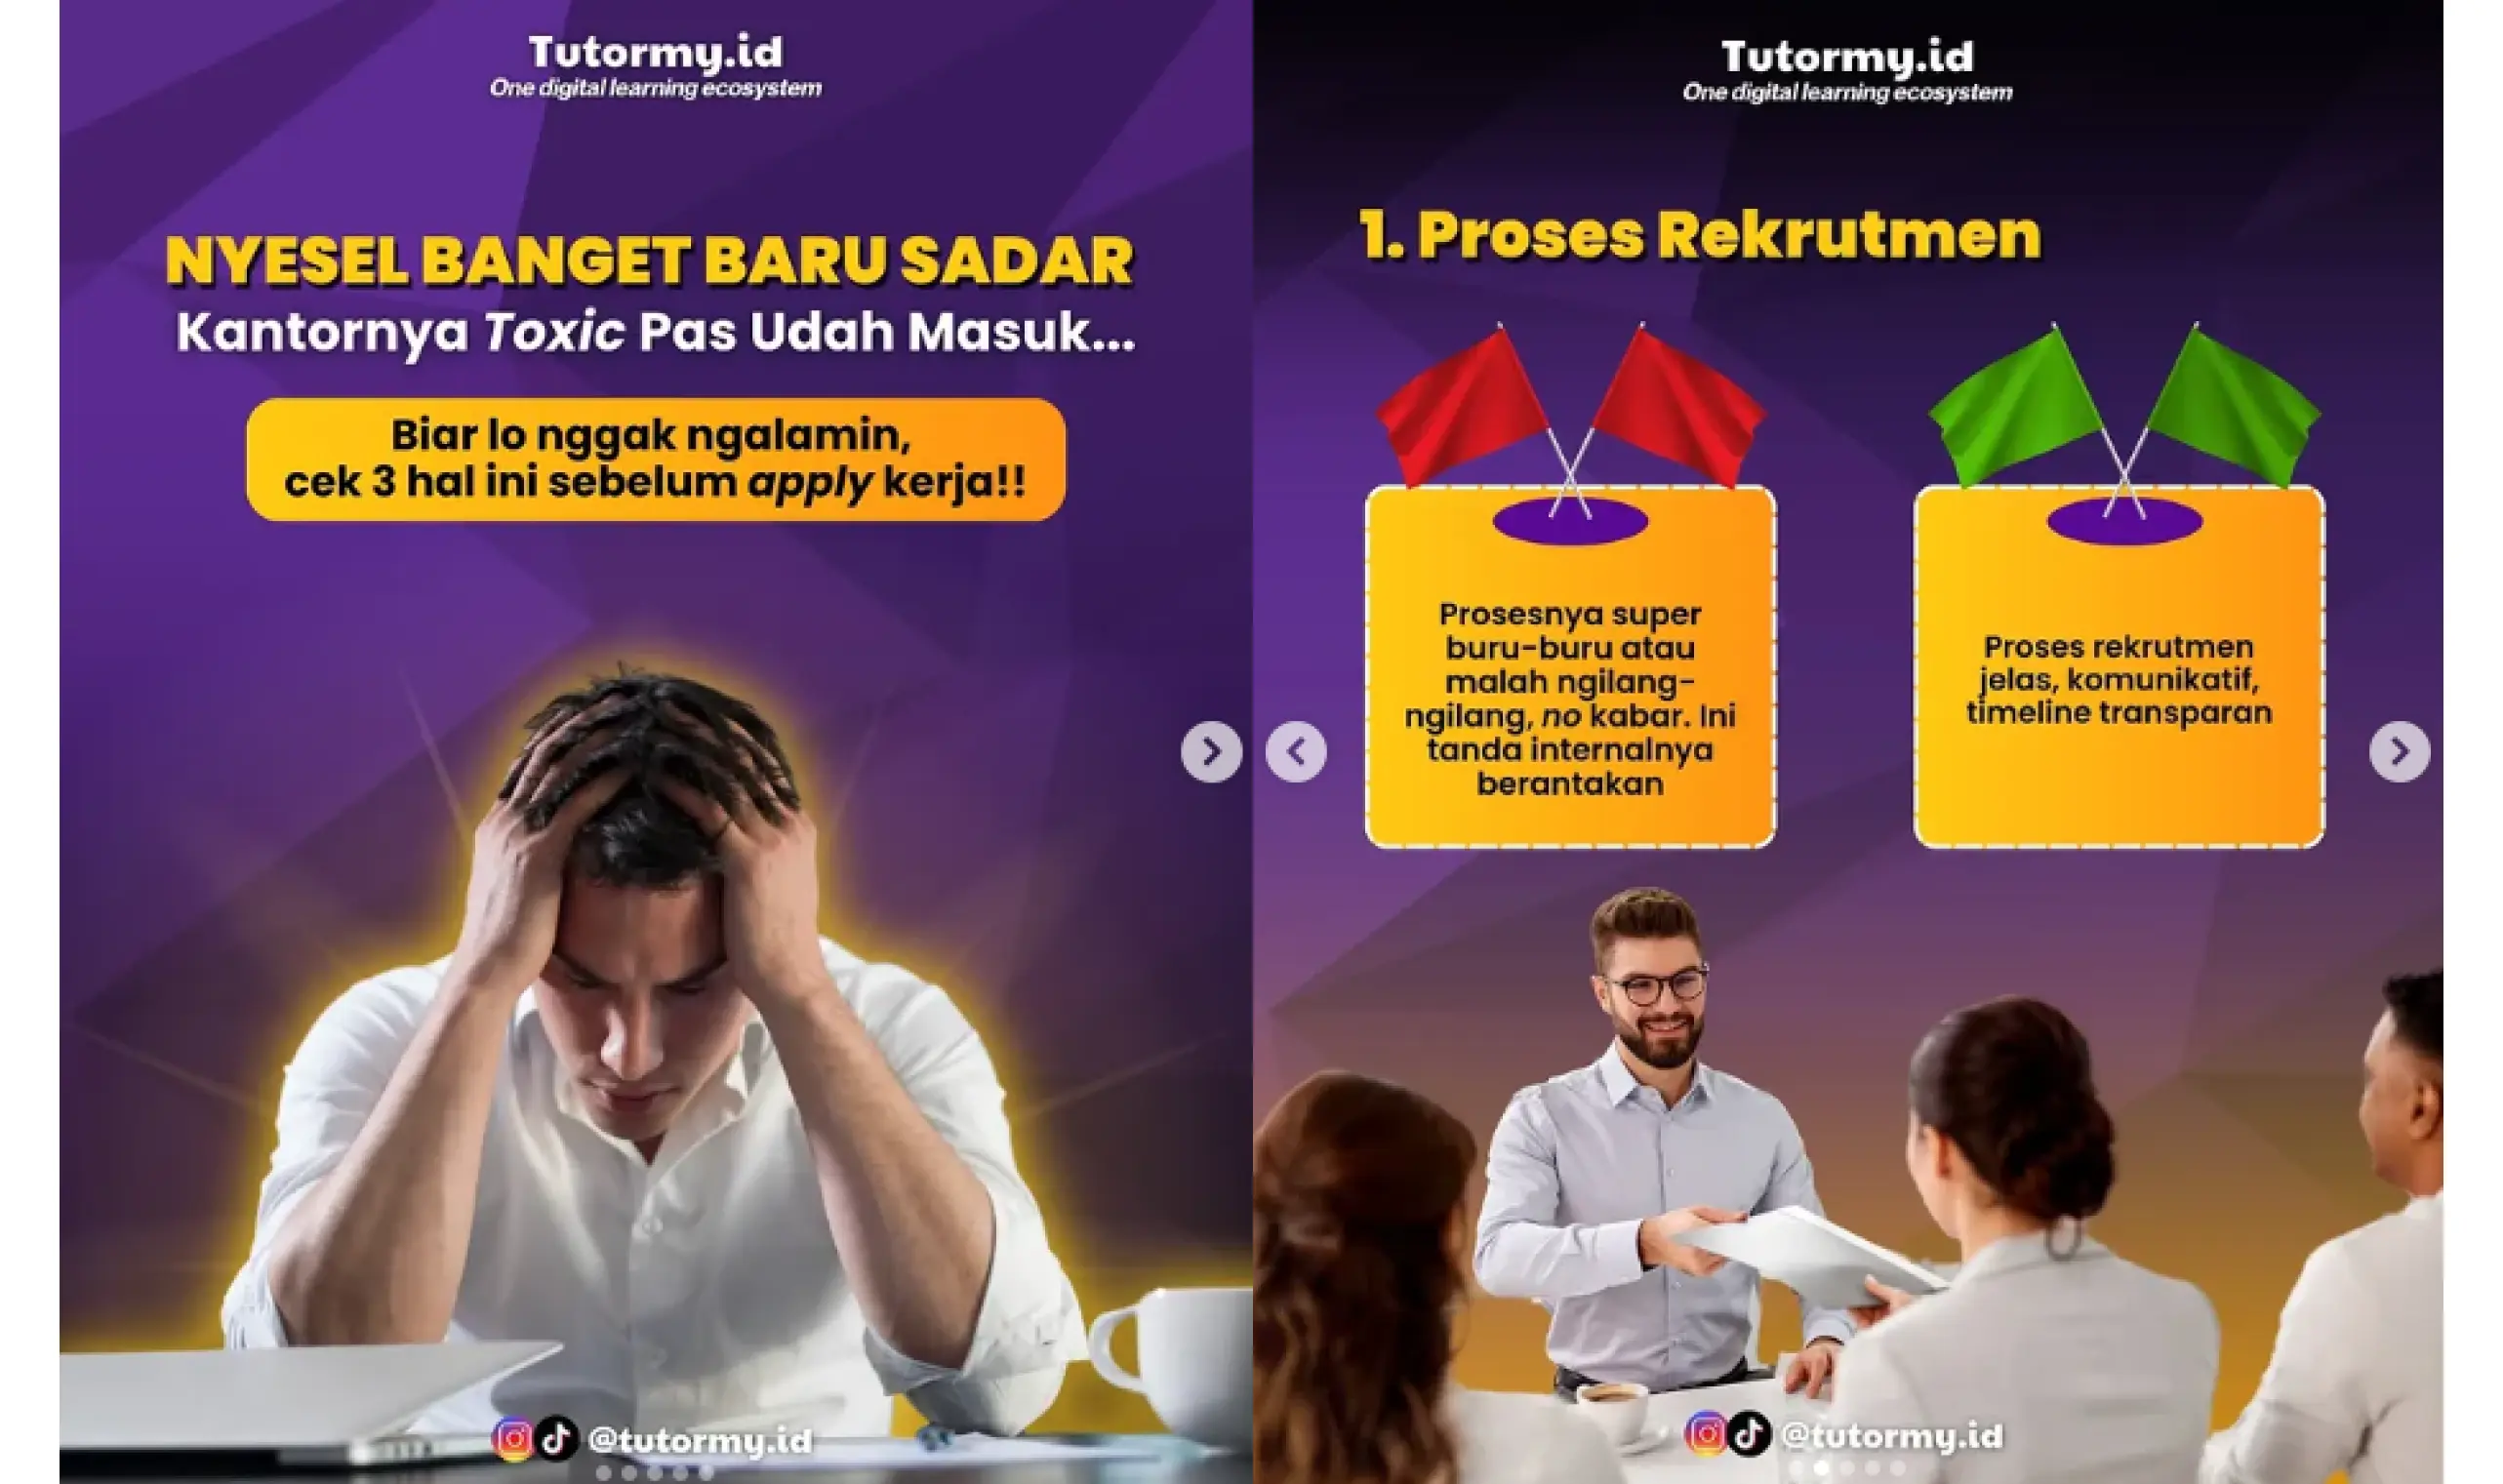 Tutormy.id
One digital learning ecosystem
NYESEL BANGET BARU SADAR
Kantornya Toxic Pas Udah Masuk...
Biar lo nggak ngalamin,
cek 3 hal ini sebelum apply kerja!!
@tutormy.id
Tutormy.id
One digital learning ecosystem
1. Proses Rekrutmen
Prosesnya super
buru-buru atau
malah ngilang-
ngilang, no kabar. Ini
tanda internalnya
berantakan
Proses rekrutmen
jelas, komunikatif,
timeline transparan
@tutormy.id